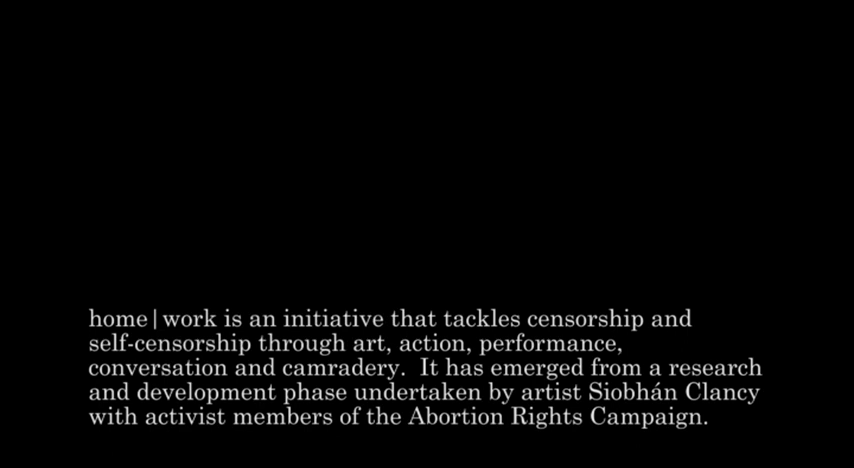 home|work is an initiative that tackles censorship and
self-censorship through art, action, performance,
conversation and camradery.  It has emerged from a research
and development phase undertaken by artist Siobhán Clancy
with activist members of the Abortion Rights Campaign.